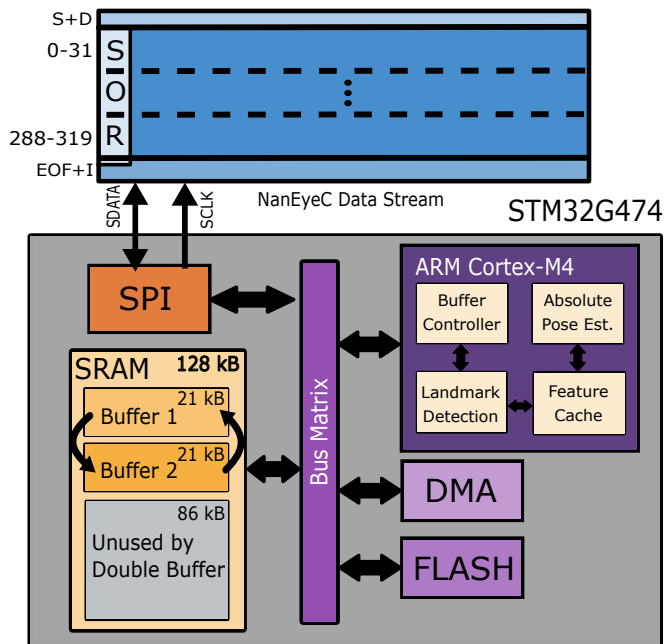 S+D
0-31
S
O
R
288-319
EOF+I
SDATA
SCLK
NanEyeC Data Stream
STM32G474
SPI
ARM Cortex-M4
Buffer
Controller
Absolute
Pose Est.
Landmark
Detection
Feature
Cache
SRAM 128 kB
21 kB
Buffer 1
21 kB
Buffer 2
86 kB
Unused by
Double Buffer
Bus Matrix
DMA
FLASH